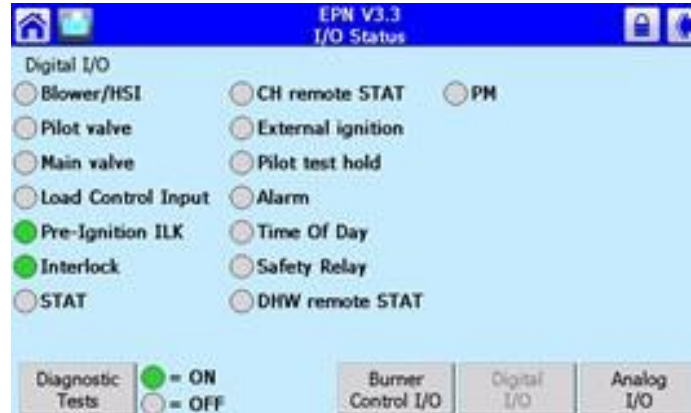 EPN V3.3
I/O Status
Digital I/O
Blower/HSI
Pilot valve
Main valve
Load Control Input
Pre-Ignition ILK
Interlock
STAT
CH remote STAT
External ignition
Pilot test hold
Alarm
Time Of Day
Safety Relay
DHW remote STAT
PM
Diagnostic
Tests
= ON
= OFF
Burner
Control I/O
Digital
I/O
Analog
I/O